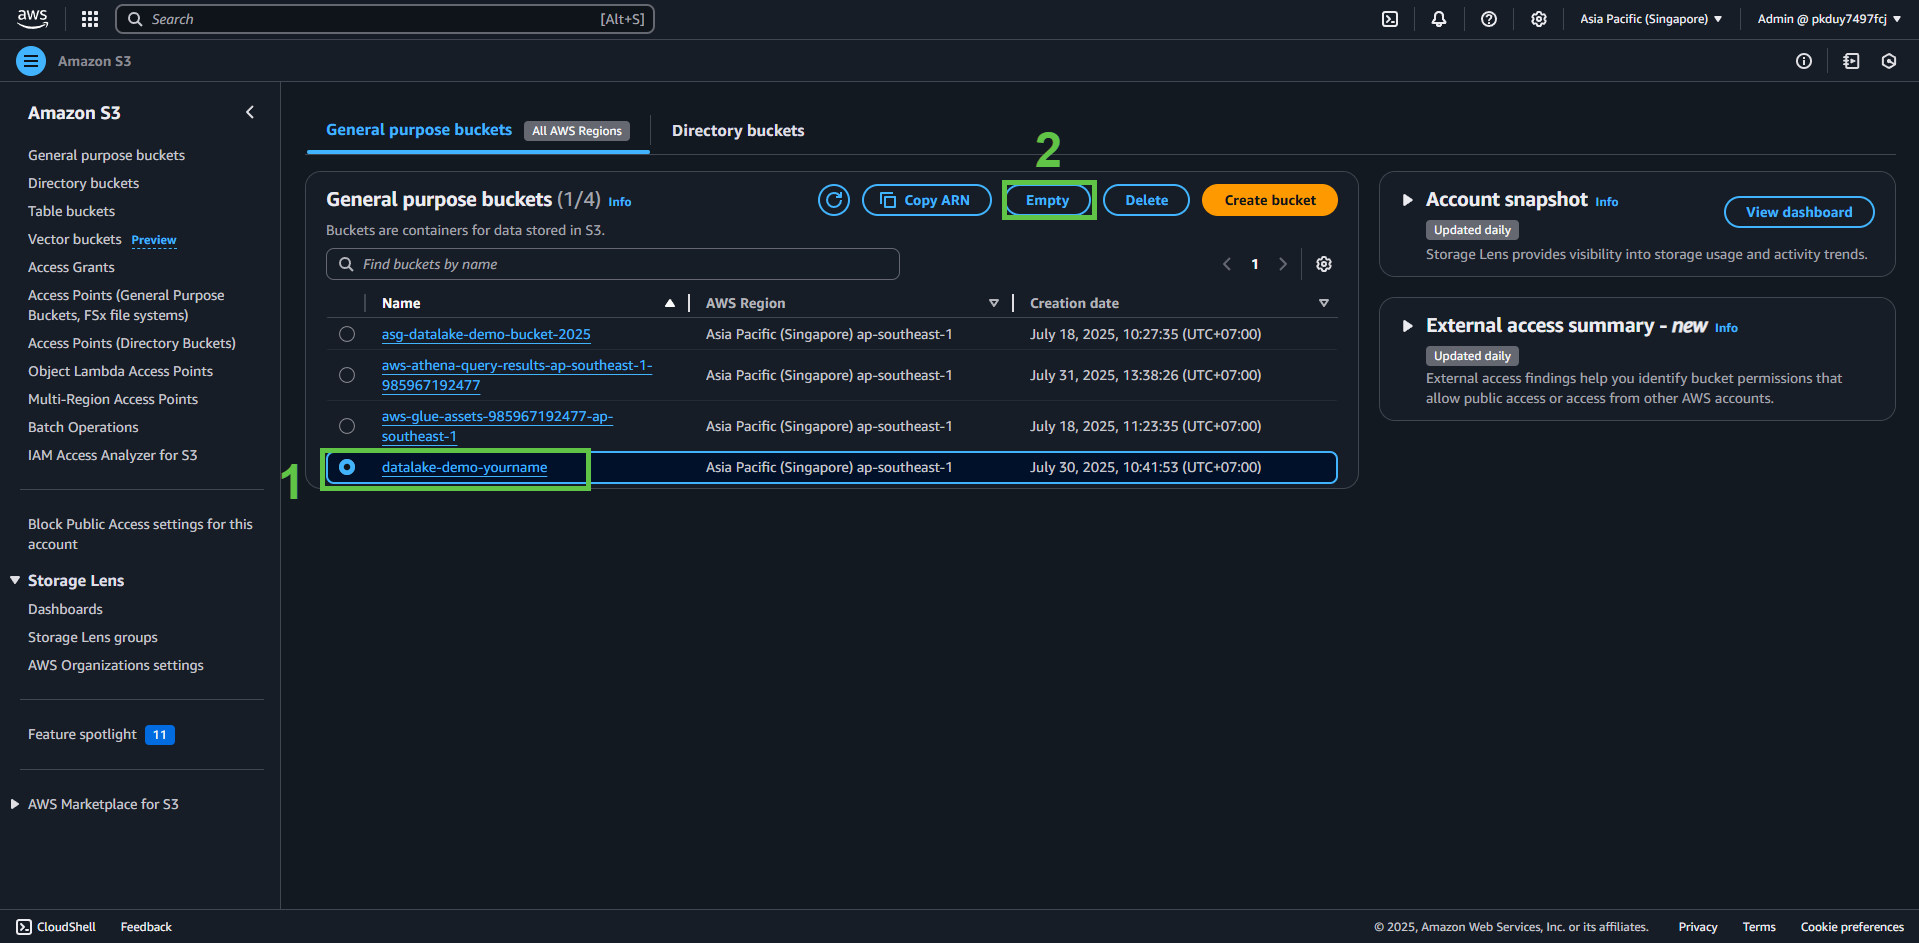 aws
Search [Alt+S]
Asia Pacific (Singapore) Admin @ pkduy7497fcj
Amazon S3
Amazon S3
General purpose buckets
Directory buckets
Table buckets
Vector buckets Preview
Access Grants
Access Points (General Purpose
Buckets, FSx file systems)
Access Points (Directory Buckets)
Object Lambda Access Points
Multi-Region Access Points
Batch Operations
IAM Access Analyzer for S3
Block Public Access settings for this
account
Storage Lens
Dashboards
Storage Lens groups
AWS Organizations settings
Feature spotlight 11
AWS Marketplace for S3
General purpose buckets All AWS Regions Directory buckets
2
General purpose buckets (1/4) Info
Copy ARN Empty Delete Create bucket
Buckets are containers for data stored in S3.
Find buckets by name
1
Name AWS Region Creation date
asg-datalake-demo-bucket-2025 Asia Pacific (Singapore) ap-southeast-1 July 18, 2025, 10:27:35 (UTC+07:00)
aws-athena-query-results-ap-southeast-1-
985967192477 Asia Pacific (Singapore) ap-southeast-1 July 31, 2025, 13:38:26 (UTC+07:00)
aws-glue-assets-985967192477-ap-
southeast-1 Asia Pacific (Singapore) ap-southeast-1 July 18, 2025, 11:23:35 (UTC+07:00)
1 datalake-demo-yourname Asia Pacific (Singapore) ap-southeast-1 July 30, 2025, 10:41:53 (UTC+07:00)
Account snapshot Info
View dashboard
Updated daily
Storage Lens provides visibility into storage usage and activity trends.
External access summary - new Info
Updated daily
External access findings help you identify bucket permissions that
allow public access or access from other AWS accounts.
CloudShell Feedback
© 2025, Amazon Web Services, Inc. or its affiliates. Privacy Terms Cookie preferences